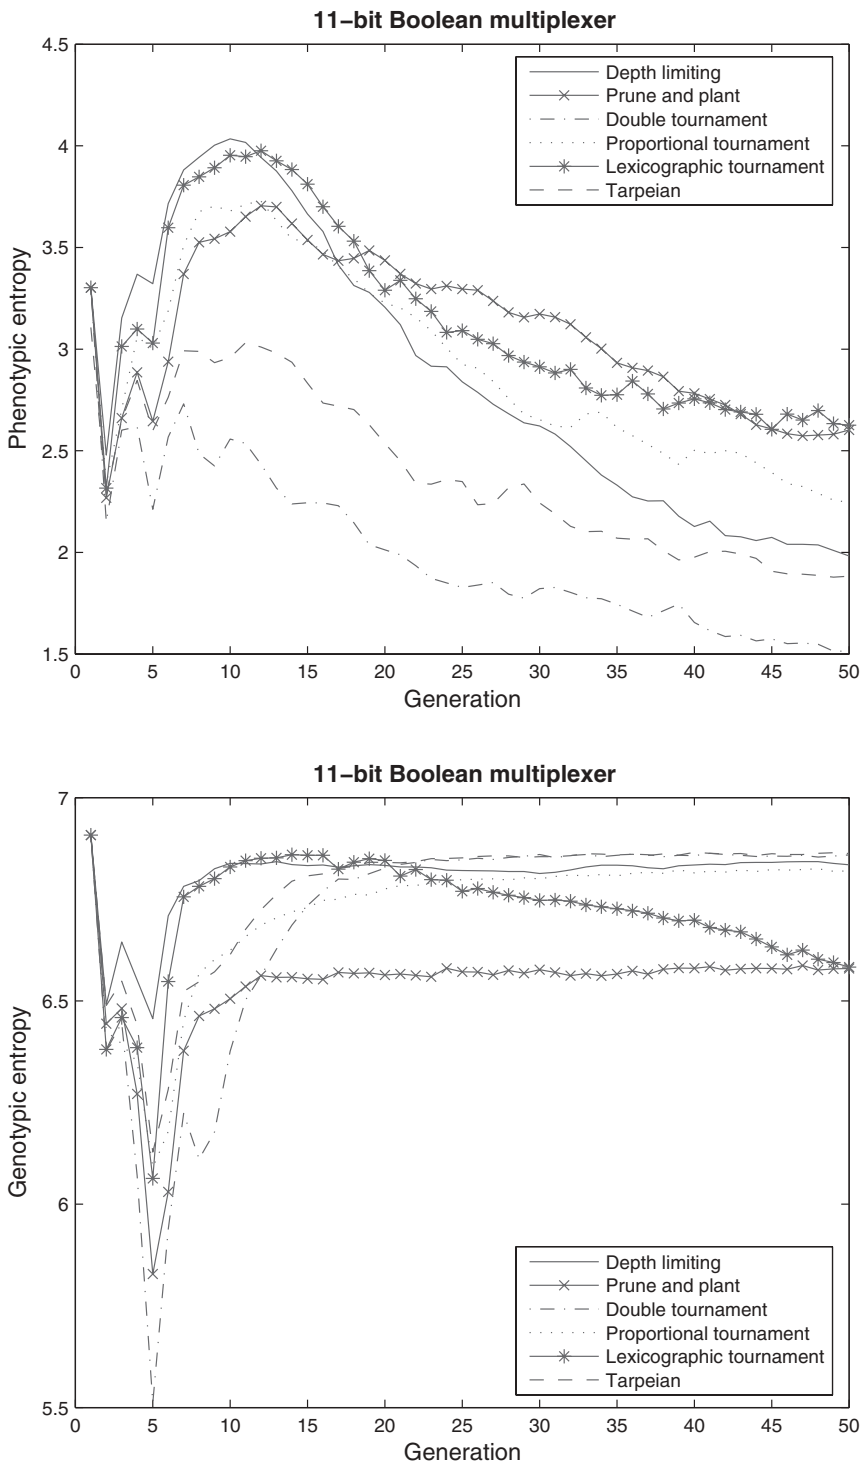 11−bit Boolean multiplexer
4.5
4
3.5
3
2.5
2
1.5
Phenotypic entropy
Depth limiting
Prune and plant
Double tournament
Proportional tournament
Lexicographic tournament
Tarpeian
0 5 10 15 20 25 30 35 40 45 50
Generation
11−bit Boolean multiplexer
7
6.5
6
5.5
Genotypic entropy
Depth limiting
Prune and plant
Double tournament
Proportional tournament
Lexicographic tournament
Tarpeian
0 5 10 15 20 25 30 35 40 45 50
Generation